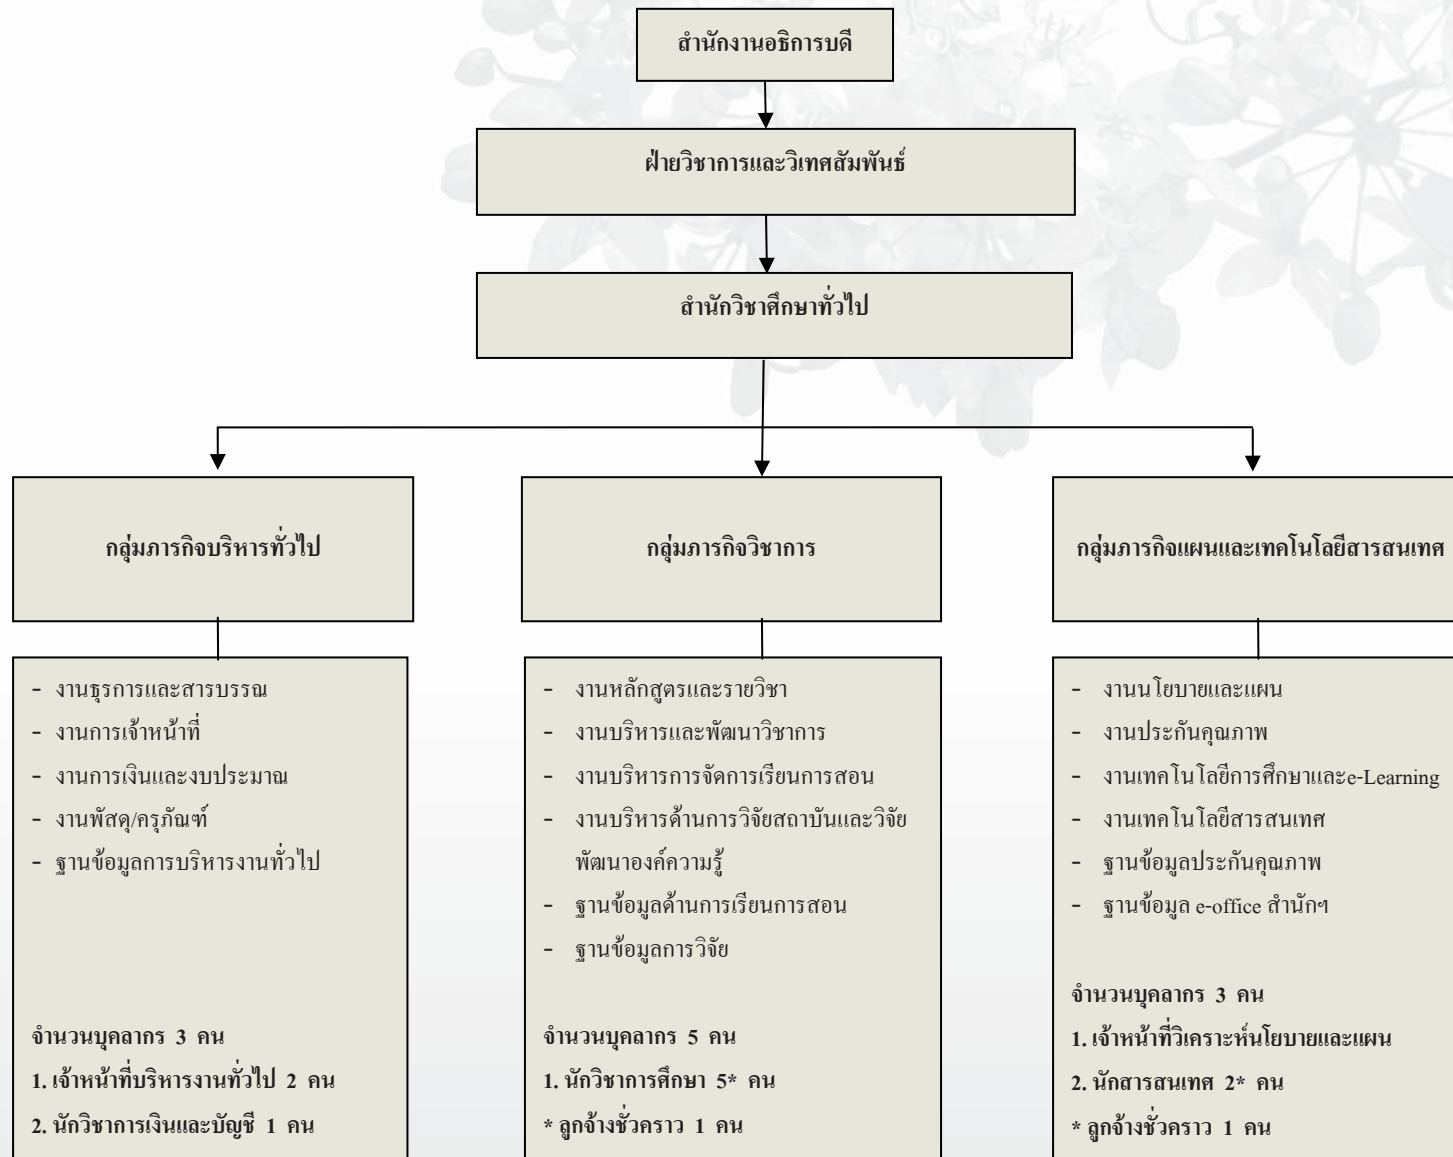 สำนักงานอธิการบดี
ฝ่ายวิชาการและวิเทศสัมพันธ์
สำนักวิชาศึกษาทั่วไป
กลุ่มภารกิจบริหารทั่วไป
- งานธุรการและสารบรรณ
- งานการเจ้าหน้าที่
- งานการเงินและงบประมาณ
- งานพัสดุ/ครุภัณฑ์
- ฐานข้อมูลการบริหารงานทั่วไป
จำนวนบุคลากร 3 คน
1. เจ้าหน้าที่บริหารงานทั่วไป 2 คน
2. นักวิชาการเงินและบัญชี 1 คน
กลุ่มภารกิจวิชาการ
- งานหลักสูตรและรายวิชา
- งานบริหารและพัฒนาวิชาการ
- งานบริหารการจัดการเรียนการสอน
- งานบริหารด้านการวิจัยสถาบันและวิจัย
พัฒนาองค์ความรู้
- ฐานข้อมูลด้านการเรียนการสอน
- ฐานข้อมูลการวิจัย
จำนวนบุคลากร 5 คน
1. นักวิชาการศึกษา 5* คน
* ลูกจ้างชั่วคราว 1 คน
กลุ่มภารกิจแผนและเทคโนโลยีสารสนเทศ
- งานนโยบายและแผน
- งานประกันคุณภาพ
- งานเทคโนโลยีการศึกษาและe-Learning
- งานเทคโนโลยีสารสนเทศ
- ฐานข้อมูลประกันคุณภาพ
- ฐานข้อมูล e-office สำนักฯ
จำนวนบุคลากร 3 คน
1. เจ้าหน้าที่วิเคราะห์นโยบายและแผน
2. นักสารสนเทศ 2* คน
* ลูกจ้างชั่วคราว 1 คน